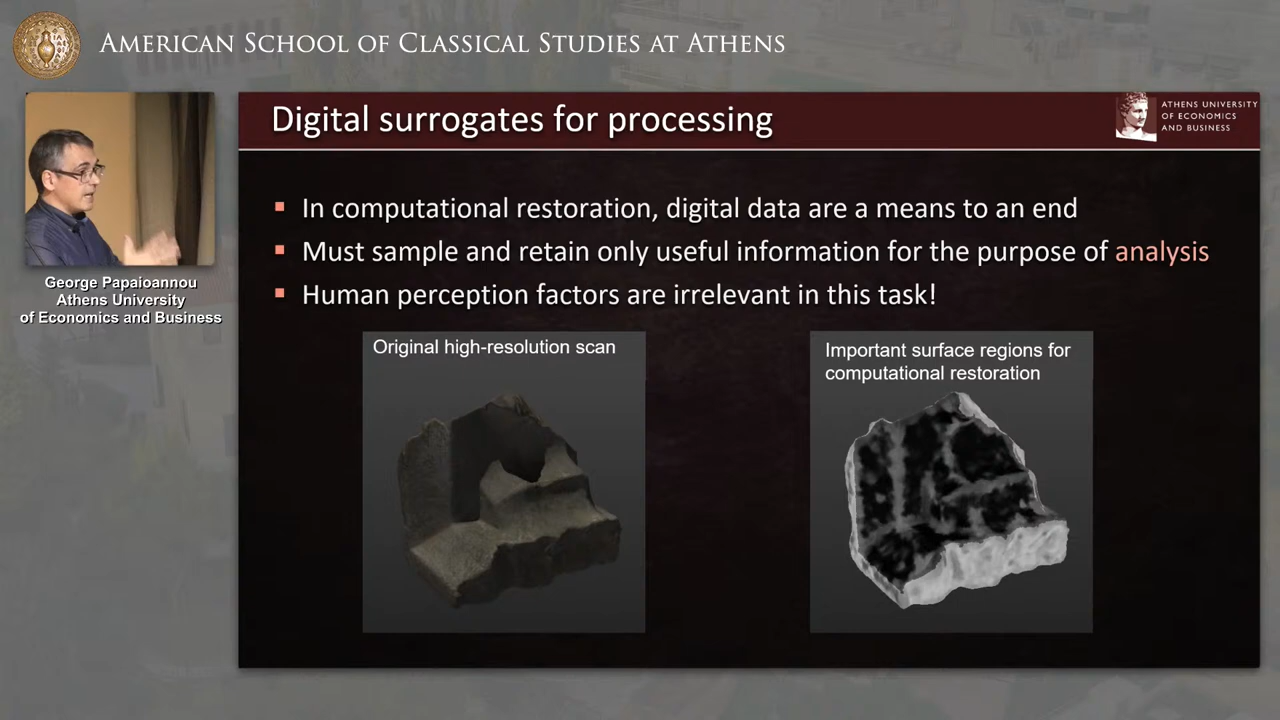 AMERICAN SCHOOL OF CLASSICAL STUDIES AT ATHENS
George Papaioannou
Athens University
of Economics and Business
Digital surrogates for processing
ATHENS UNIVERSITY
OF ECONOMICS
AND BUSINESS
▪ In computational restoration, digital data are a means to an end
▪ Must sample and retain only useful information for the purpose of analysis
▪ Human perception factors are irrelevant in this task!
Original high-resolution scan
Important surface regions for
computational restoration